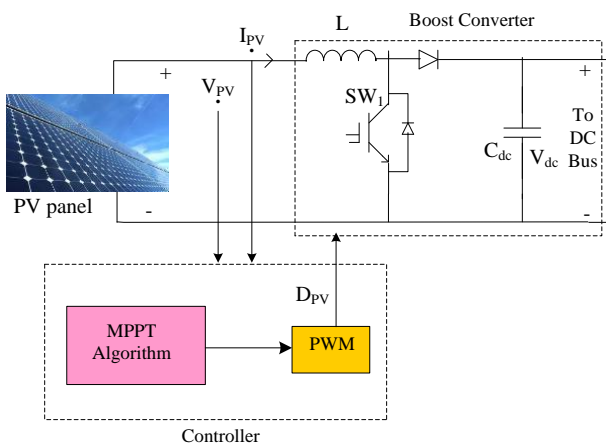 Boost Converter
I_PV
L
+
V_PV
SW_1
+
To
DC
Bus
C_dc
V_dc
PV panel
-
-
D_PV
MPPT
Algorithm
PWM
Controller